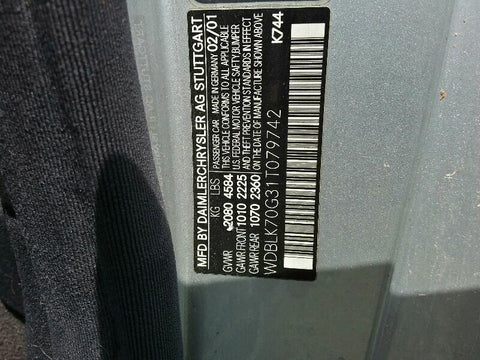 MFD BY DAIMLERCHRYSLER AG STUTTGART
KG LBS PASSENGER CAR MADE IN GERMANY 02/01
GVWR 2080 4584 THIS VEHICLE CONFORMS TO ALL APPLICABLE
GAWR FRONT 1010 2225 U.S. FEDERAL MOTOR VEHICLE SAFETY, BUMPER
GAWR REAR 1070 2360 AND THEFT PREVENTION STANDARDS IN EFFECT
ON THE DATE OF MANUFACTURE SHOWN ABOVE
WDBLK70G31T079742 K744